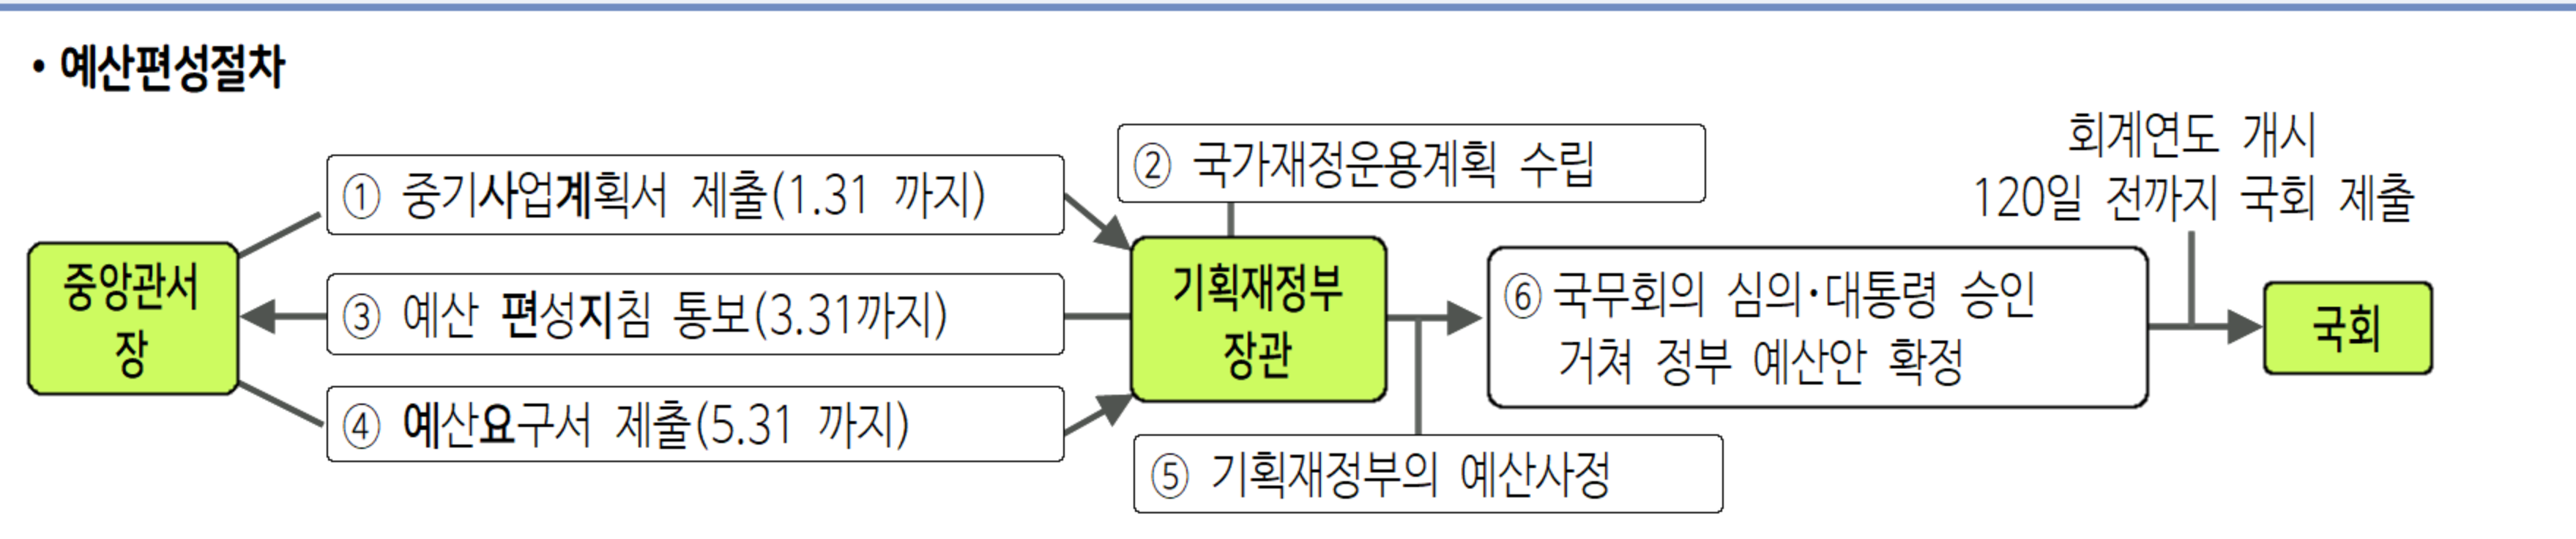 • 예산편성절차
회계연도 개시
120일 전까지 국회 제출
② 국가재정운용계획 수립
① 중기사업계획서 제출(1.31 까지)
중앙관서
장
③ 예산 편성지침 통보(3.31까지)
기획재정부
장관
⑥ 국무회의 심의·대통령 승인
거쳐 정부 예산안 확정
국회
④ 예산요구서 제출(5.31 까지)
⑤ 기획재정부의 예산사정